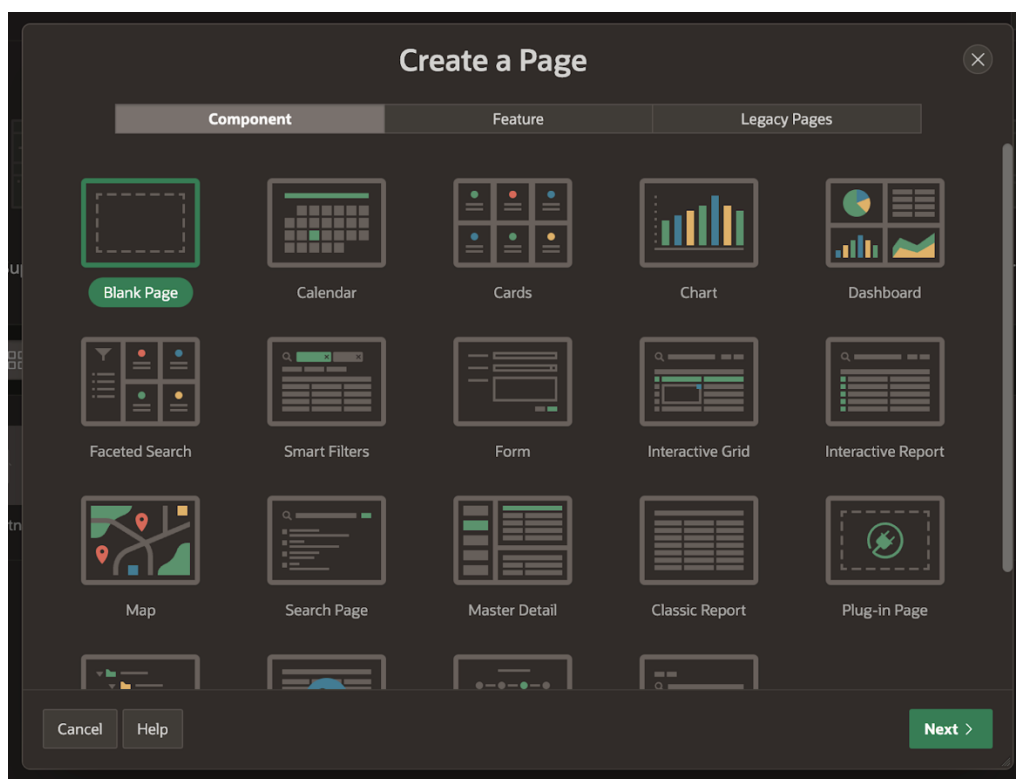 Create a Page
Component Feature Legacy Pages
Blank Page Calendar Cards Chart Dashboard
Faceted Search Smart Filters Form Interactive Grid Interactive Report
Map Search Page Master Detail Classic Report Plug-in Page
Cancel Help Next